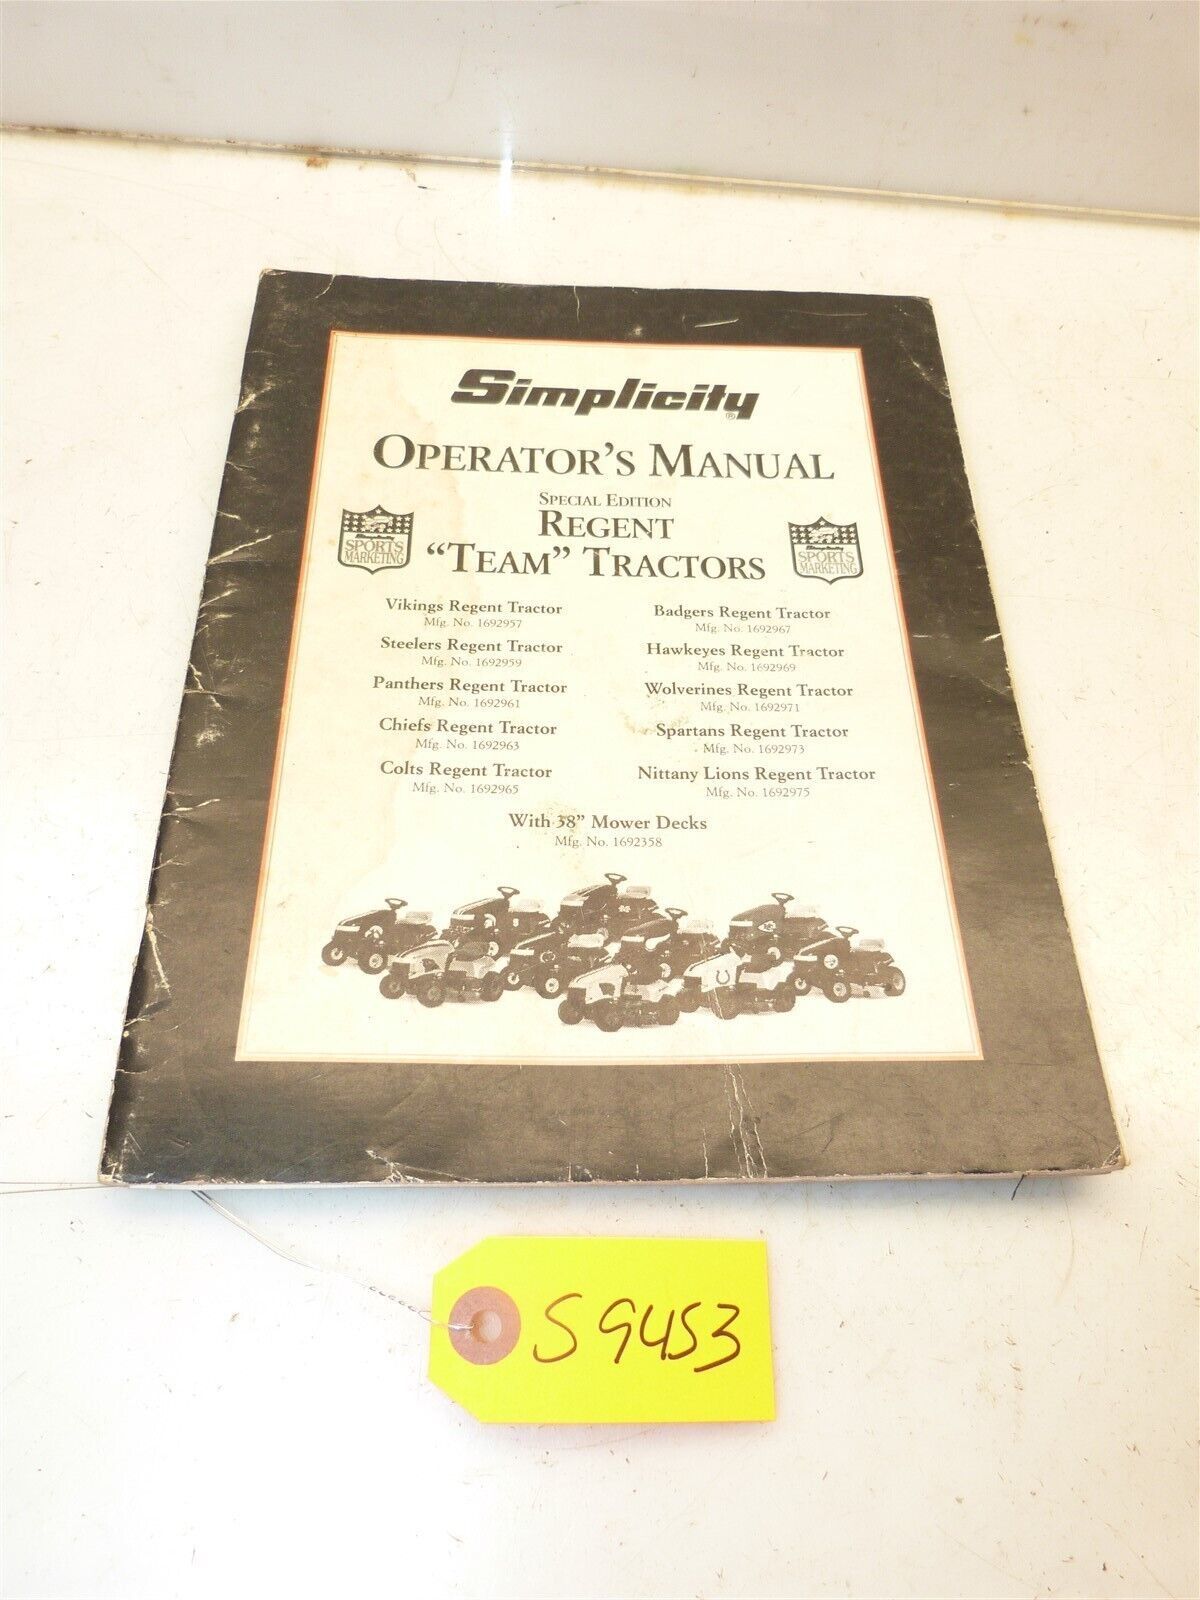 Simplicity®
OPERATOR'S MANUAL
SPECIAL EDITION
REGENT
"TEAM" TRACTORS
Simplicity
SPORTS
MARKETING
Simplicity
SPORTS
MARKETING
Vikings Regent Tractor
Mfg. No. 1692957
Steelers Regent Tractor
Mfg. No. 1692959
Panthers Regent Tractor
Mfg. No. 1692961
Chiefs Regent Tractor
Mfg. No. 1692963
Colts Regent Tractor
Mfg. No. 1692965
Badgers Regent Tractor
Mfg. No. 1692967
Hawkeyes Regent Tractor
Mfg. No. 1692969
Wolverines Regent Tractor
Mfg. No. 1692971
Spartans Regent Tractor
Mfg. No. 1692973
Nittany Lions Regent Tractor
Mfg. No. 1692975
With 38" Mower Decks
Mfg. No. 1692358
S9453